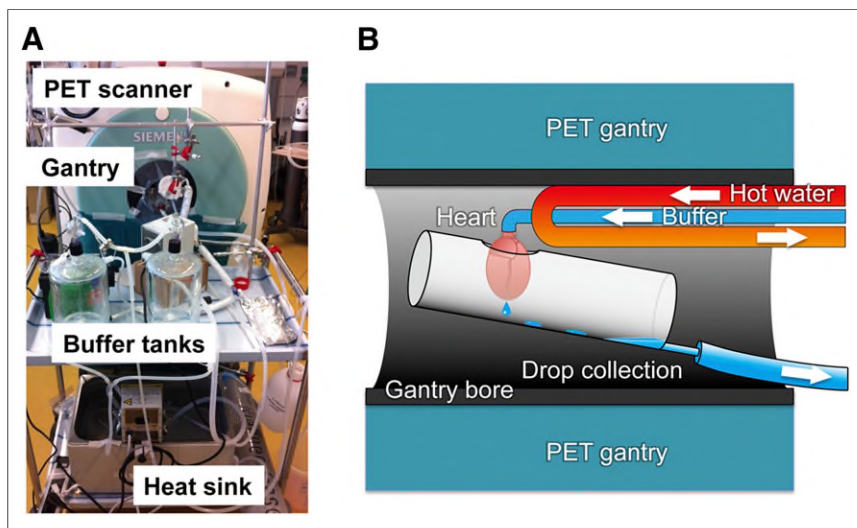 A
PET scanner
SIEMEN
Gantry
Buffer tanks
Heat sink
B
PET gantry
Hot water
Heart
Buffer
Drop collection
Gantry bore
PET gantry